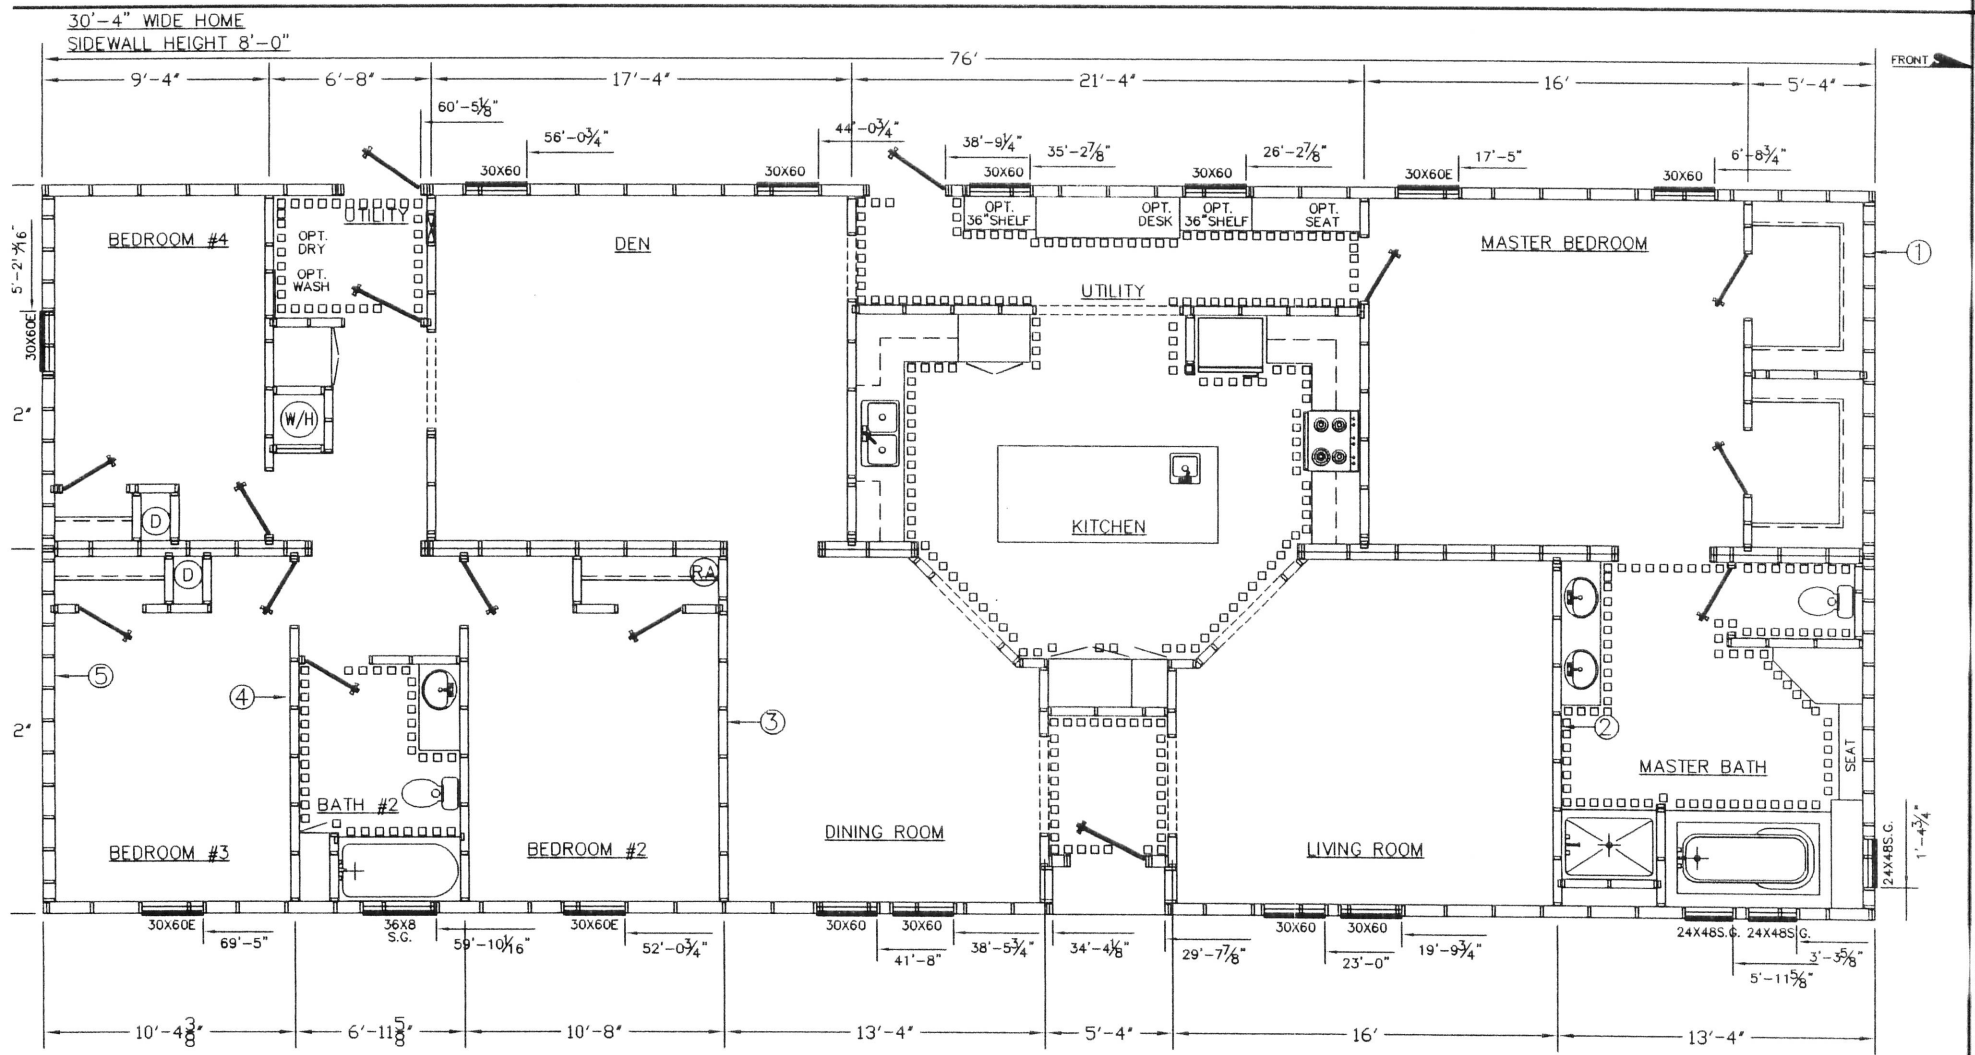 30'-4" WIDE HOME
SIDEWALL HEIGHT 8'-0"
76'
FRONT
9'-4" 6'-8" 17'-4" 21'-4" 16' 5'-4"
60'-5⅛"
56'-0¾"
44'-0¾"
38'-9¼"
35'-2⅞"
26'-2⅞"
17'-5"
6'-8¾"
30X60
30X60
30X60
30X60
30X60E
30X60
UTILITY
OPT.
36"SHELF
OPT.
DESK
OPT.
36"SHELF
OPT.
SEAT
BEDROOM #4
OPT.
DRY
DEN
MASTER BEDROOM
1
OPT.
WASH
UTILITY
30X60E
2"
W/H
D
KITCHEN
D
RA
5
4
3
2
2"
SEAT
MASTER BATH
BATH #2
DINING ROOM
BEDROOM #3
BEDROOM #2
LIVING ROOM
24X48S.G.
1'-4¾"
30X60E
36X8
S.G.
30X60E
30X60
30X60
30X60
30X60
24X48S.G.
24X48S.G.
69'-5"
59'-10 1/16"
52'-0¾"
41'-8"
38'-5¾"
34'-4⅛"
29'-7⅞"
23'-0"
19'-9¾"
3'-3⅝"
5'-11⅝"
10'-4⅜" 6'-11⅝" 10'-8" 13'-4" 5'-4" 16' 13'-4"